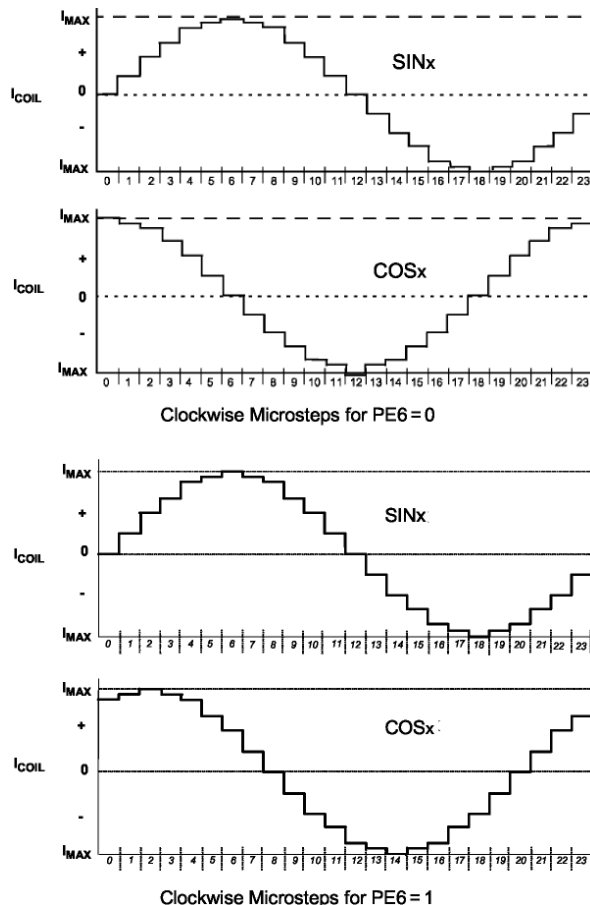 IMAX
+
SINx
ICOIL 0
-
IMAX
0 1 2 3 4 5 6 7 8 9 10 11 12 13 14 15 16 17 18 19 20 21 22 23
IMAX
+
COSx
ICOIL 0
-
IMAX
0 1 2 3 4 5 6 7 8 9 10 11 12 13 14 15 16 17 18 19 20 21 22 23
Clockwise Microsteps for PE6 = 0
IMAX
+
SINx
ICOIL 0
-
IMAX
0 1 2 3 4 5 6 7 8 9 10 11 12 13 14 15 16 17 18 19 20 21 22 23
IMAX
+
COSx
ICOIL 0
-
IMAX
0 1 2 3 4 5 6 7 8 9 10 11 12 13 14 15 16 17 18 19 20 21 22 23
Clockwise Microsteps for PE6 = 1